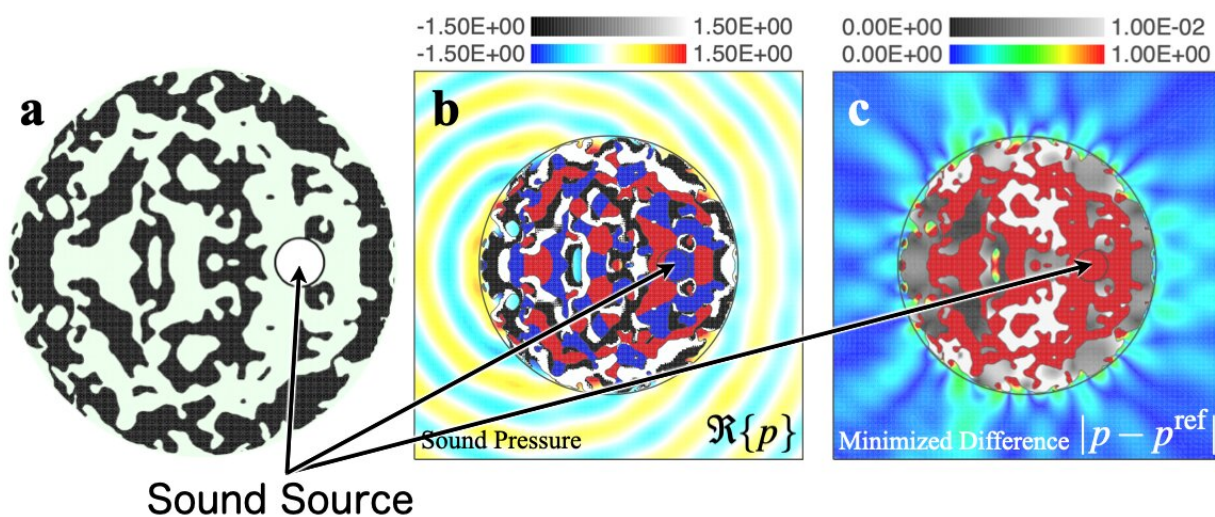 -1.50E+00 1.50E+00
-1.50E+00 1.50E+00
0.00E+00 1.00E-02
0.00E+00 1.00E+00
a
b
c
Sound Pressure ℜ{p}
Minimized Difference |p − p^ref|
Sound Source